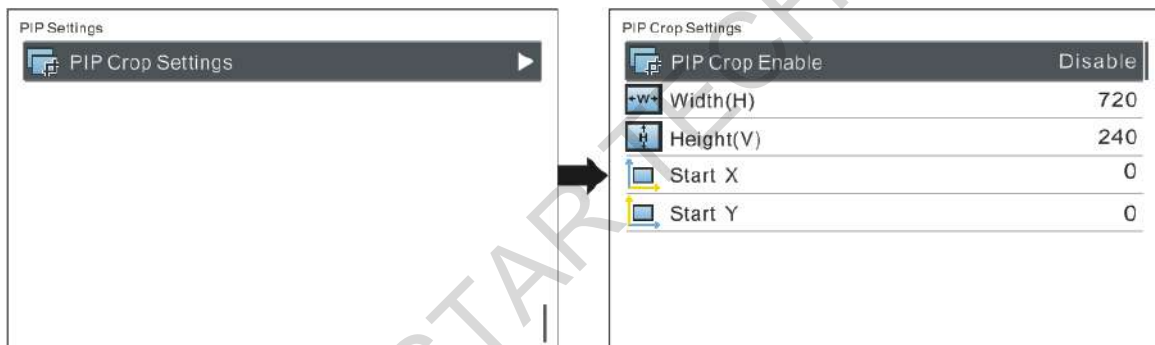 PIP Settings
PIP Crop Settings
PIP Crop Settings
PIP Crop Enable Disable
Width(H) 720
Height(V) 240
Start X 0
Start Y 0
W
H
STARTECH